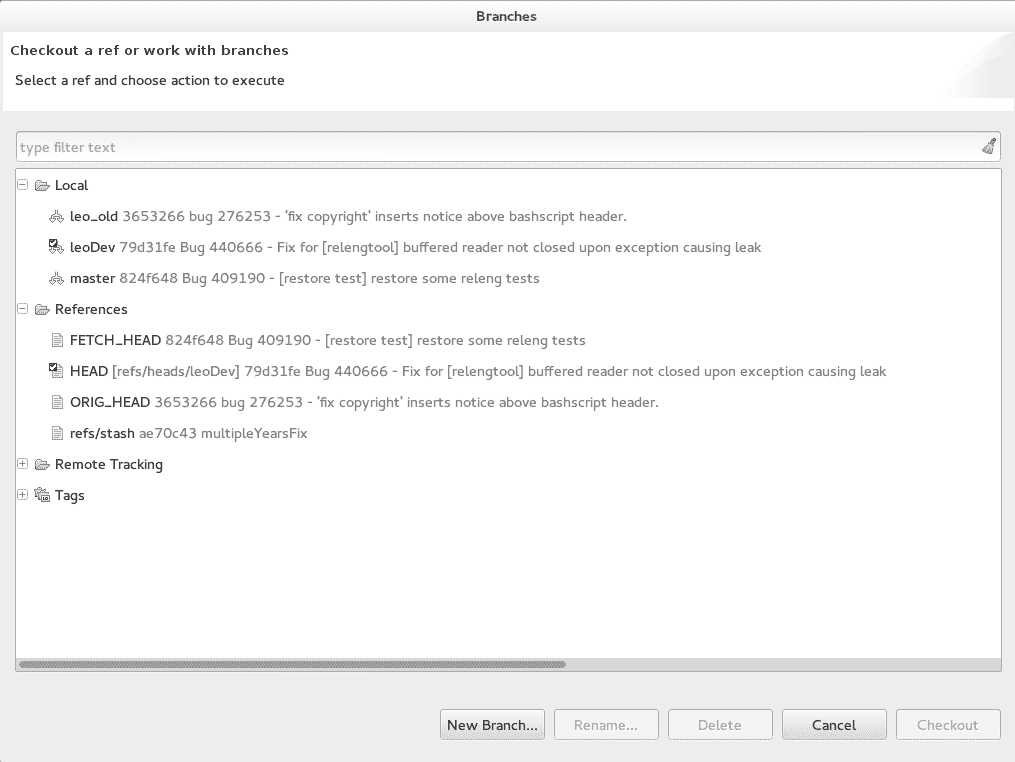 Branches
Checkout a ref or work with branches
Select a ref and choose action to execute
type filter text
Local
leo_old 3653266 bug 276253 - 'fix copyright' inserts notice above bashscript header.
leoDev 79d31fe Bug 440666 - Fix for [relengtool] buffered reader not closed upon exception causing leak
master 824f648 Bug 409190 - [restore test] restore some releng tests
References
FETCH_HEAD 824f648 Bug 409190 - [restore test] restore some releng tests
HEAD [refs/heads/leoDev] 79d31fe Bug 440666 - Fix for [relengtool] buffered reader not closed upon exception causing leak
ORIG_HEAD 3653266 bug 276253 - 'fix copyright' inserts notice above bashscript header.
refs/stash ae70c43 multipleYearsFix
Remote Tracking
Tags
New Branch... Rename... Delete Cancel Checkout